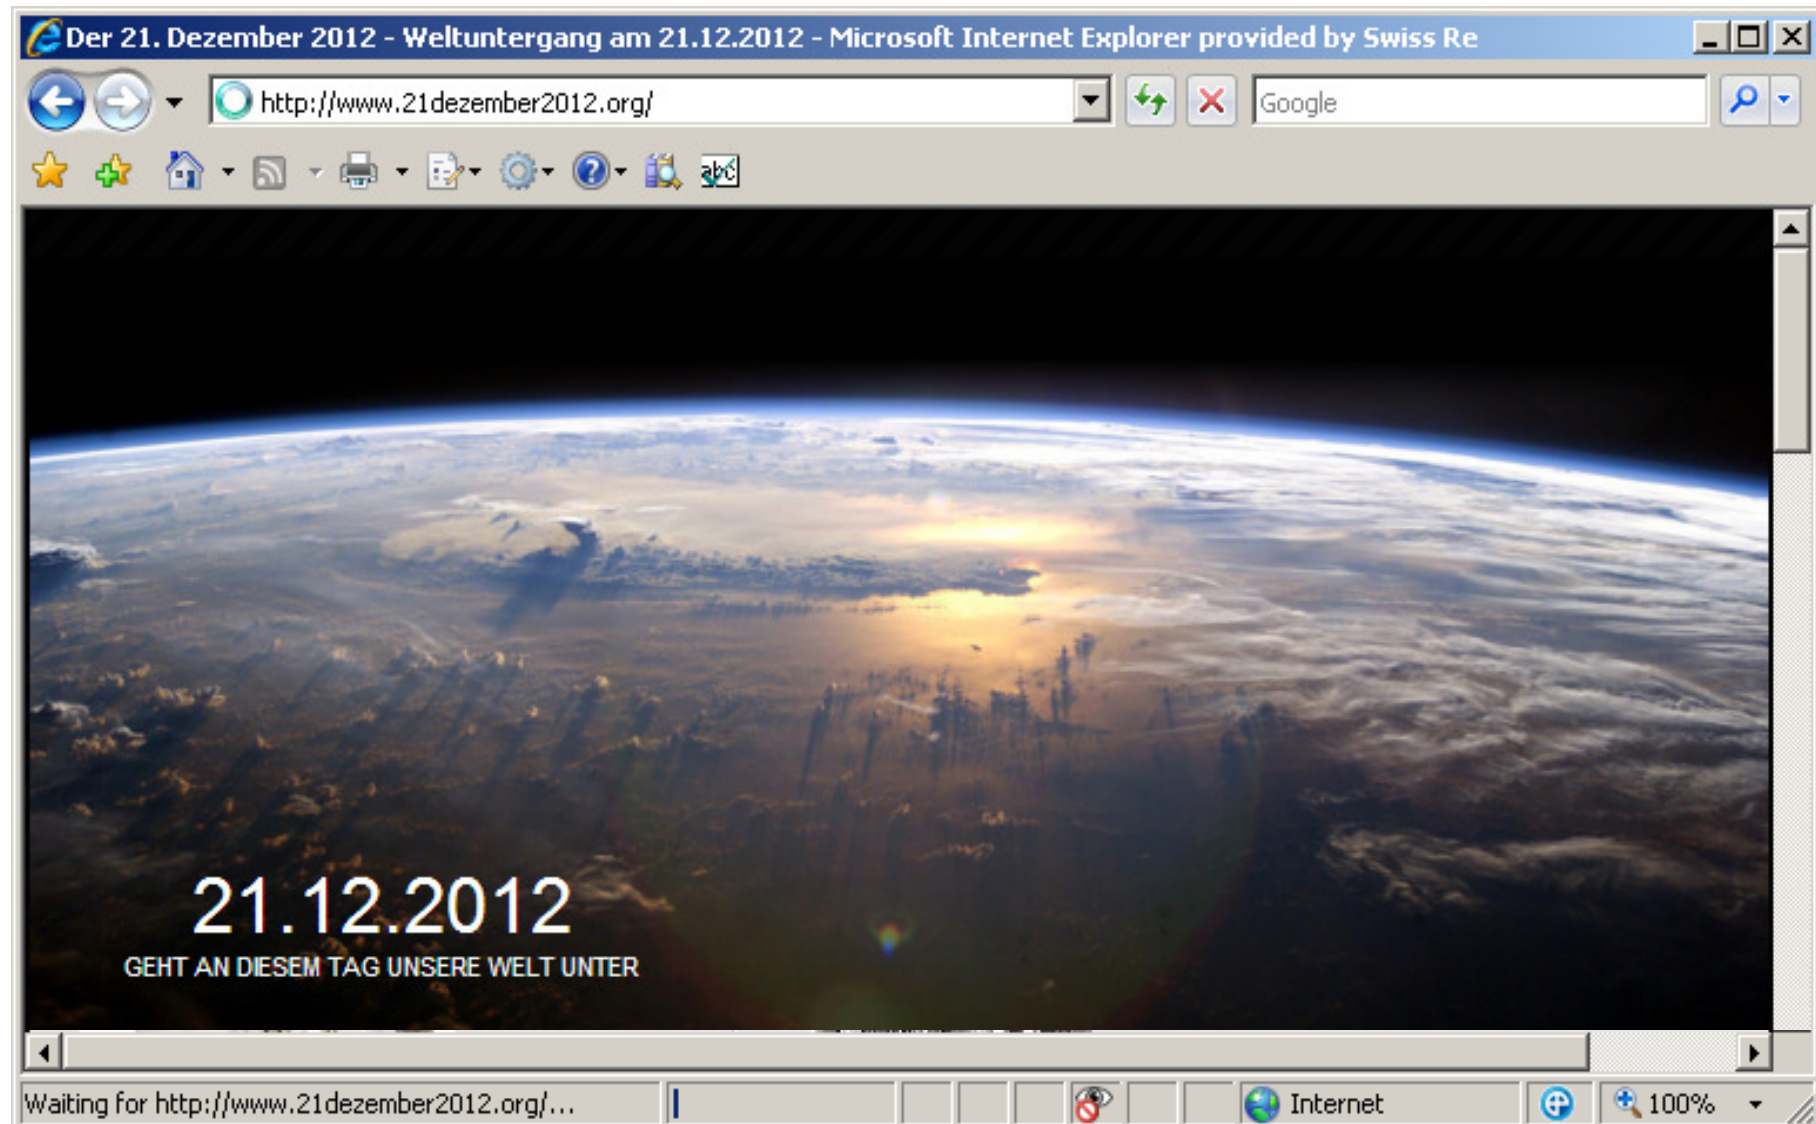 Der 21. Dezember 2012 - Weltuntergang am 21.12.2012 - Microsoft Internet Explorer provided by Swiss Re
http://www.21dezember2012.org/
Google
abc
21.12.2012
GEHT AN DIESEM TAG UNSERE WELT UNTER
Waiting for http://www.21dezember2012.org/...
Internet
100%